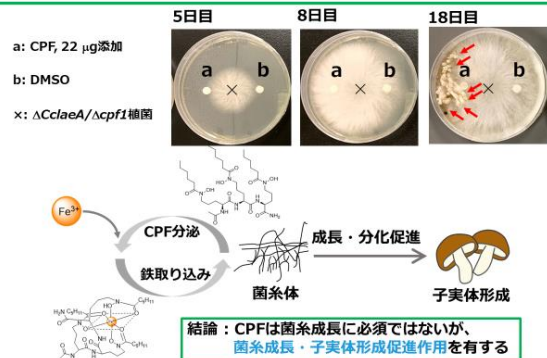 5日目 8日目 18日目
a: CPF, 22 μg添加
b: DMSO
×: ΔCclaeA/Δcpf1植菌
a b
a b
a b
Fe3+
CPF分泌
鉄取り込み
菌糸体
成長・分化促進
子実体形成
結論:CPFは菌糸成長に必須ではないが、
菌糸成長・子実体形成促進作用を有する